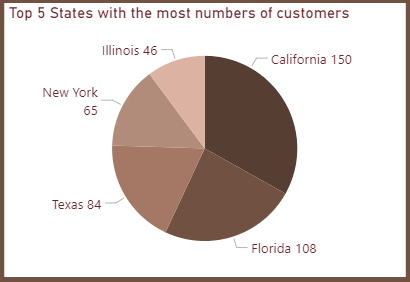 Top 5 States with the most numbers of customers
Illinois 46
California 150
New York
65
Texas 84
Florida 108